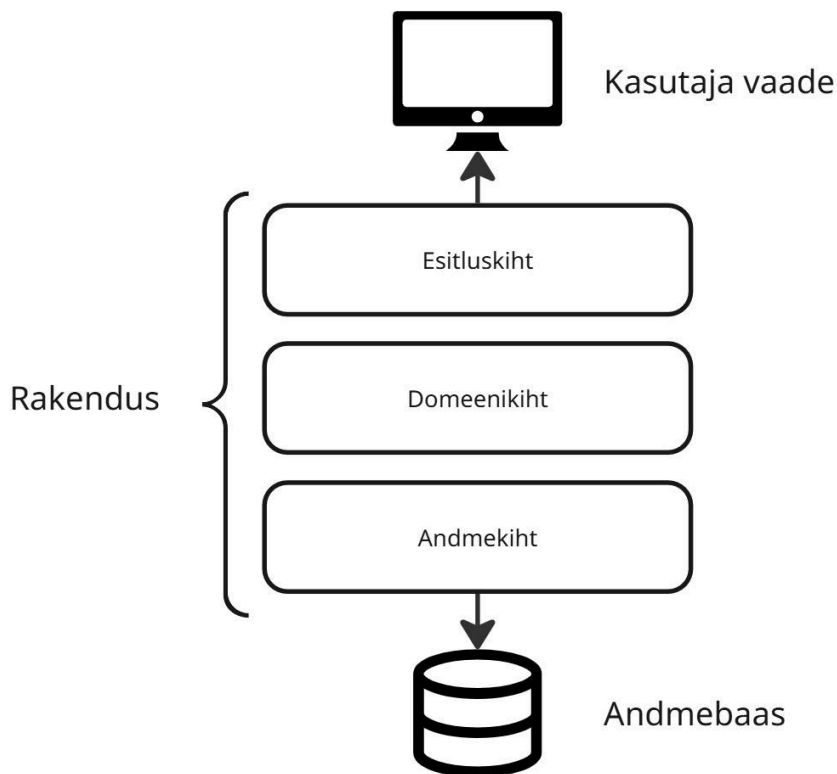 Kasutaja vaade
Esitluskiht
Domeenikiht
Rakendus
Andmekiht
Andmebaas